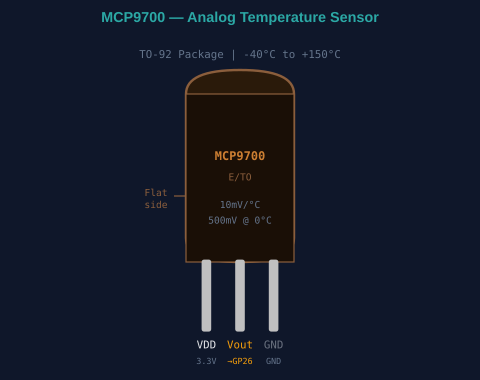 MCP9700 — Analog Temperature Sensor
TO-92 Package | -40°C to +150°C
MCP9700
E/TO
Flat
side
10mV/°C
500mV @ 0°C
VDD Vout GND
3.3V →GP26 GND